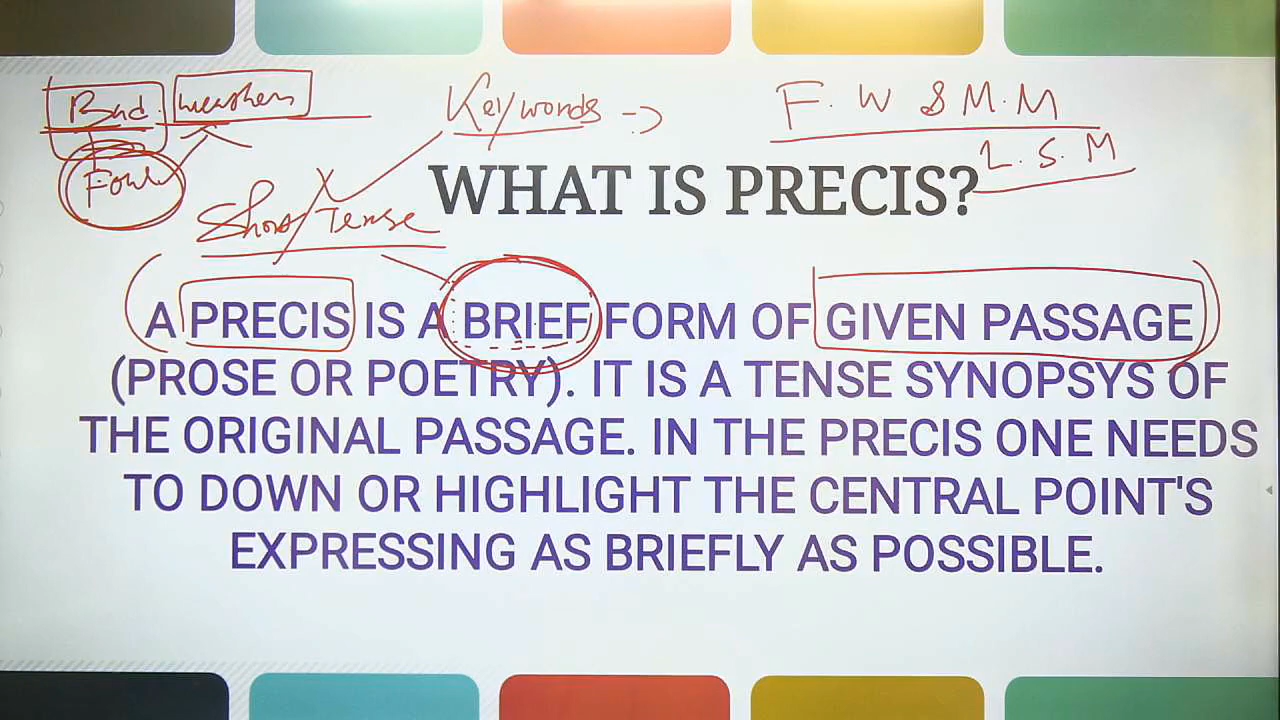 Bad weathers
Keywords →
F. W & M. M
L. S. M
Foul
Short Tense
WHAT IS PRECIS?
A PRECIS IS A BRIEF FORM OF GIVEN PASSAGE
(PROSE OR POETRY). IT IS A TENSE SYNOPSYS OF
THE ORIGINAL PASSAGE. IN THE PRECIS ONE NEEDS
TO DOWN OR HIGHLIGHT THE CENTRAL POINT'S
EXPRESSING AS BRIEFLY AS POSSIBLE.